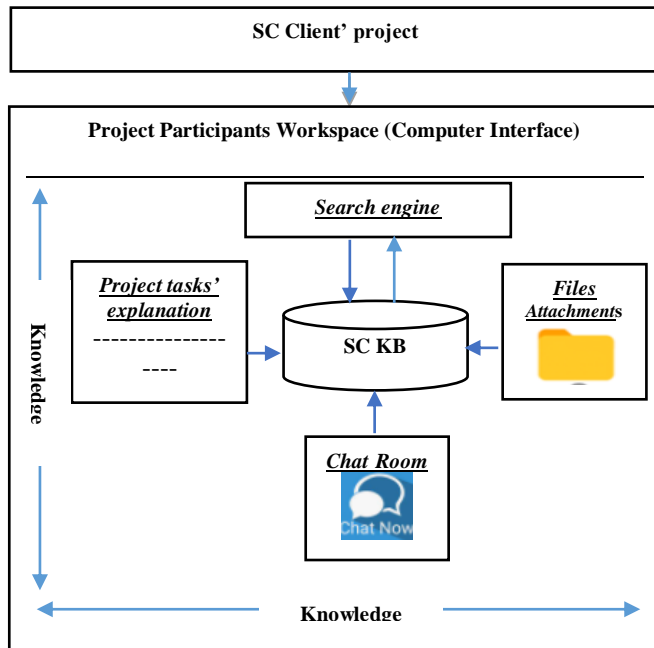 SC Client’ project
Project Participants Workspace (Computer Interface)
Search engine
Project tasks’
explanation
----------------
----
Files
Attachments
SC KB
Knowledge
Chat Room
Chat Now
Knowledge